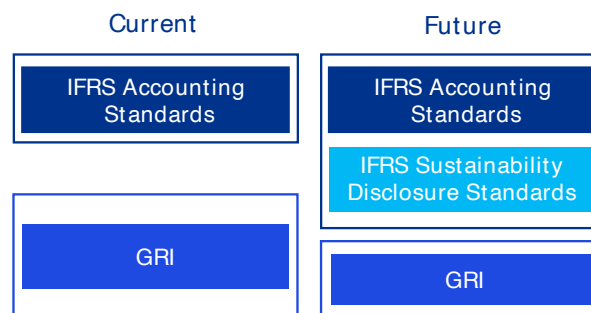 Current
IFRS Accounting
Standards
GRI
Future
IFRS Accounting
Standards
IFRS Sustainability
Disclosure Standards
GRI